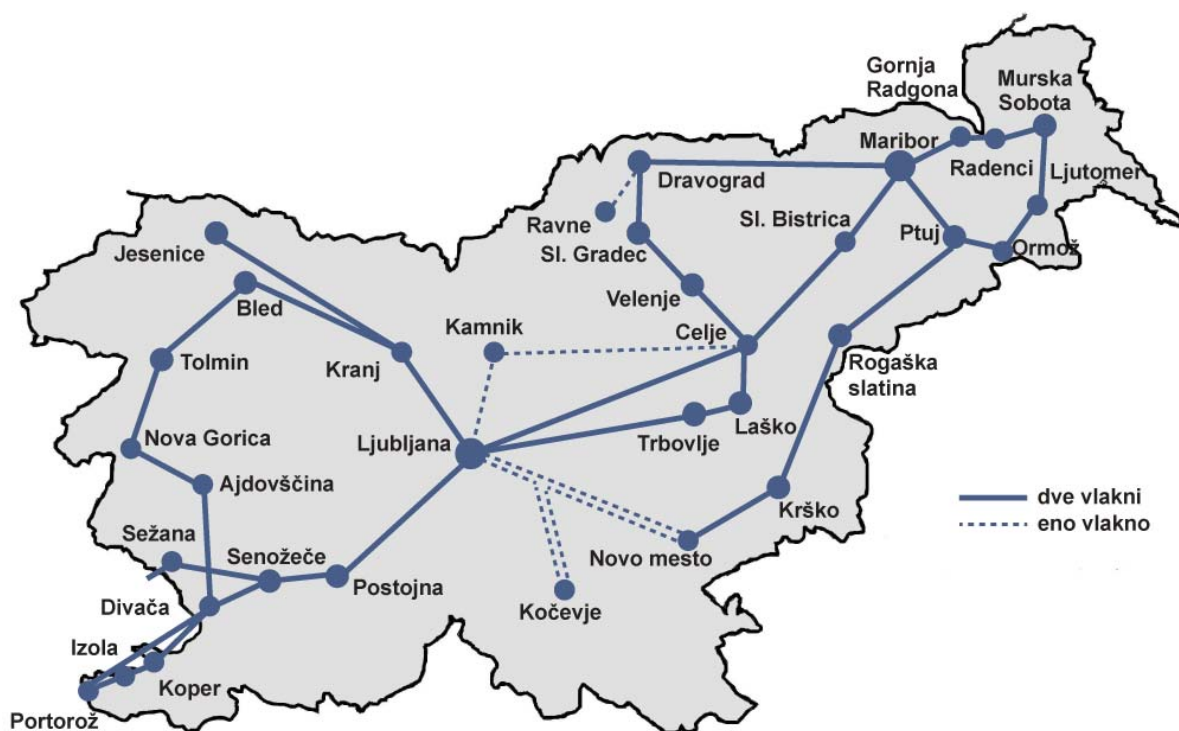 Gornja
Radgona
Murska
Sobota
Maribor
Radenci
Ljutomer
Dravograd
Ravne
Sl. Bistrica
Ptuj
Ormož
Sl. Gradec
Jesenice
Velenje
Bled
Kamnik
Celje
Tolmin
Kranj
Rogaška
slatina
Laško
Trbovlje
Nova Gorica
Ljubljana
Ajdovščina
Krško
dve vlakni
eno vlakno
Sežana
Senožeče
Novo mesto
Postojna
Kočevje
Divača
Izola
Koper
Portorož